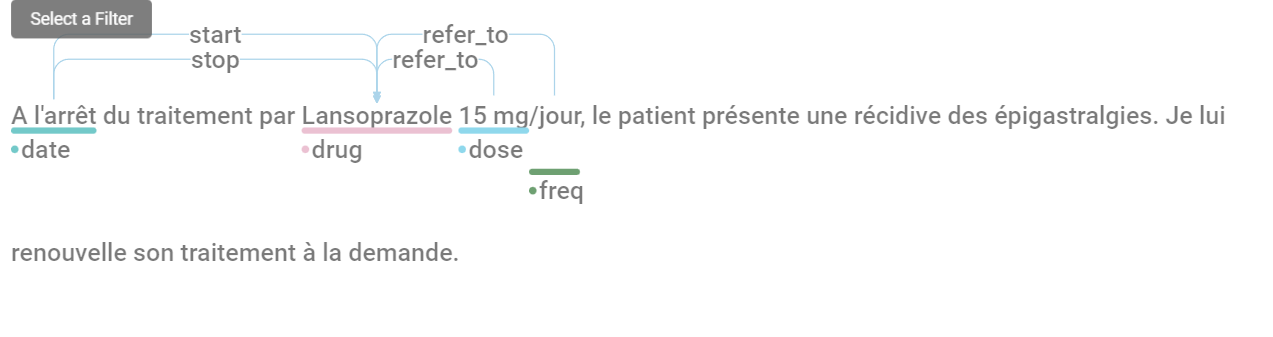 Select a Filter
start refer_to
stop refer_to
A l'arrêt du traitement par Lansoprazole 15 mg/jour, le patient présente une récidive des épigastralgies. Je lui
date drug dose
freq
renouvelle son traitement à la demande.